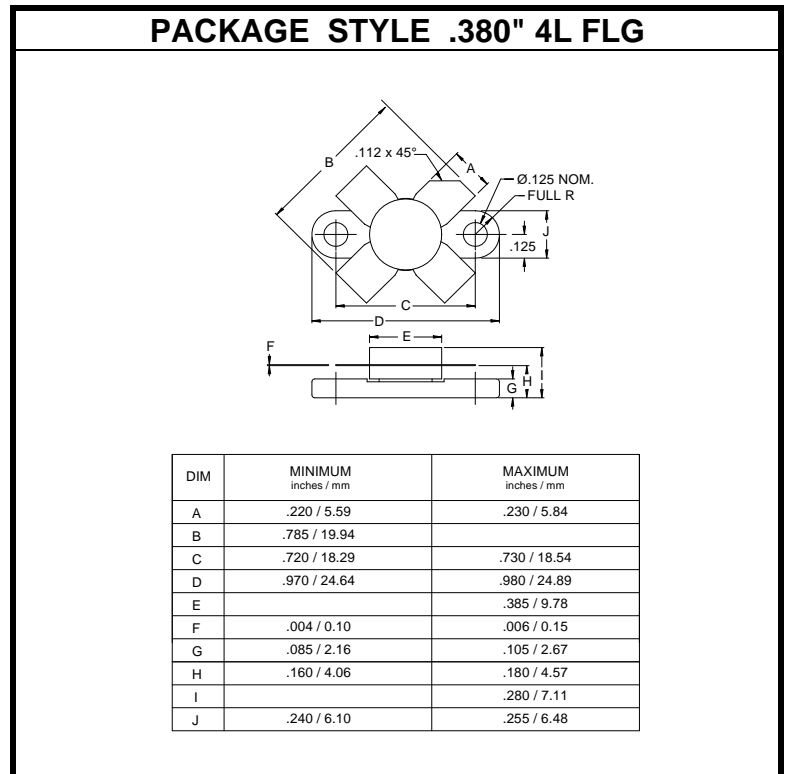 PACKAGE STYLE .380" 4L FLG
B
.112 x 45°
A
Ø.125 NOM.
FULL R
J
.125
C
D
E
F
G
H
I
DIM MINIMUM MAXIMUM
inches / mm inches / mm
A .220 / 5.59 .230 / 5.84
B .785 / 19.94
C .720 / 18.29 .730 / 18.54
D .970 / 24.64 .980 / 24.89
E .385 / 9.78
F .004 / 0.10 .006 / 0.15
G .085 / 2.16 .105 / 2.67
H .160 / 4.06 .180 / 4.57
I .280 / 7.11
J .240 / 6.10 .255 / 6.48